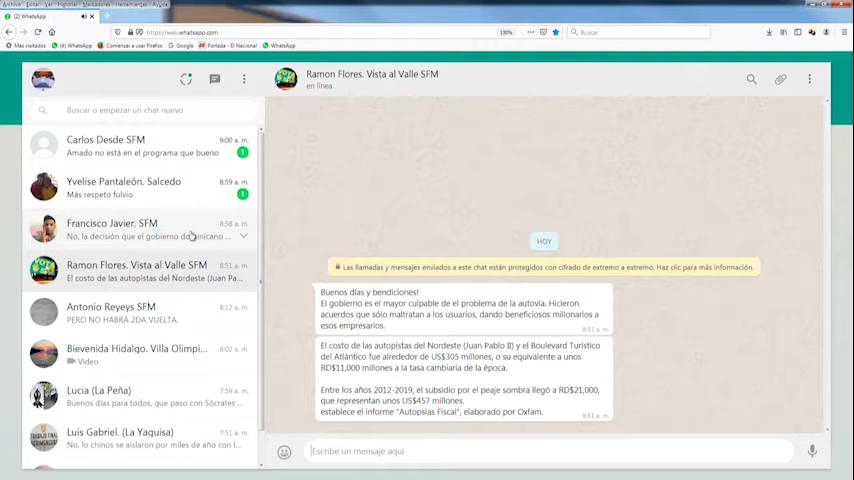 Archivo Editar Ver Historial Marcadores Herramientas Ayuda
(2) WhatsApp
https://web.whatsapp.com
130%
Buscar
Más visitados
(4) WhatsApp
Comenzar a usar Firefox
Google
Portada - El Nacional
WhatsApp
Buscar o empezar un chat nuevo
Carlos Desde SFM
9:00 a. m.
Amado no está en el programa que bueno
1
Yvelise Pantaleón. Salcedo
8:59 a. m.
Más respeto fulvio
1
Francisco Javier. SFM
8:58 a. m.
No, la decisión que el gobierno dominicano ...
Ramon Flores. Vista al Valle SFM
8:51 a. m.
El costo de las autopistas del Nordeste (Juan Pa...
Antonio Reyeys SFM
8:12 a. m.
PERO NO HABRÁ 2DA VUELTA.
Bievenida Hidalgo. Villa Olimpi...
8:02 a. m.
Video
Lucia (La Peña)
7:59 a. m.
Buenos días para todos, que paso con Sócrates ...
Luis Gabriel. (La Yaguisa)
7:51 a. m.
No, lo chinos se aislaron por miles de año con l...
Ramon Flores. Vista al Valle SFM
en línea
HOY
Las llamadas y mensajes enviados a este chat están protegidos con cifrado de extremo a extremo. Haz clic para más información.
Buenos días y bendiciones!
El gobierno es el mayor culpable de el problema de la autovía. Hicieron
acuerdos que sólo maltratan a los usuarios, dando beneficiosos milionarios a
esos empresarios.
8:51 a. m.
El costo de las autopistas del Nordeste (Juan Pablo II) y el Boulevard Turistico
del Atlántico fue alrededor de US$305 millones, o su equivalente a unos
RD$11,000 millones a la tasa cambiaria de la época.
Entre los años 2012-2019, el subsidio por el peaje sombra llegó a RD$21,000,
que representan unos US$457 millones.
establece el informe "Autopsias Fiscal", elaborado por Oxfam.
8:51 a. m.
Escribe un mensaje aquí